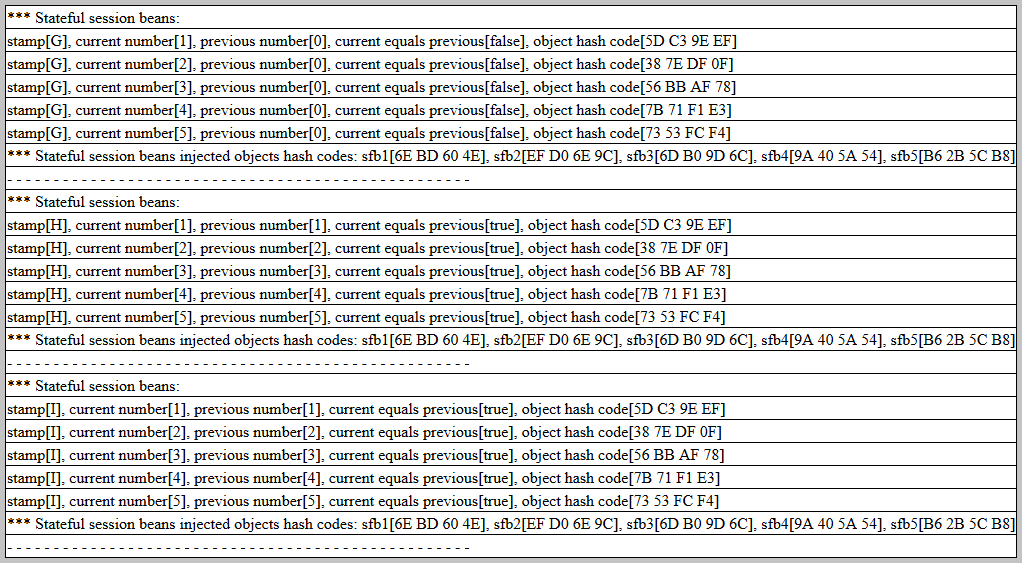 *** Stateful session beans:
stamp[G], current number[1], previous number[0], current equals previous[false], object hash code[5D C3 9E EF]
stamp[G], current number[2], previous number[0], current equals previous[false], object hash code[38 7E DF 0F]
stamp[G], current number[3], previous number[0], current equals previous[false], object hash code[56 BB AF 78]
stamp[G], current number[4], previous number[0], current equals previous[false], object hash code[7B 71 F1 E3]
stamp[G], current number[5], previous number[0], current equals previous[false], object hash code[73 53 FC F4]
*** Stateful session beans injected objects hash codes: sfb1[6E BD 60 4E], sfb2[EF D0 6E 9C], sfb3[6D B0 9D 6C], sfb4[9A 40 5A 54], sfb5[B6 2B 5C B8]
- - - - - - - - - - - - - - - - - - - - - - - - - - - - - - - - - - - - - - - - - - - - - - - - - -
*** Stateful session beans:
stamp[H], current number[1], previous number[1], current equals previous[true], object hash code[5D C3 9E EF]
stamp[H], current number[2], previous number[2], current equals previous[true], object hash code[38 7E DF 0F]
stamp[H], current number[3], previous number[3], current equals previous[true], object hash code[56 BB AF 78]
stamp[H], current number[4], previous number[4], current equals previous[true], object hash code[7B 71 F1 E3]
stamp[H], current number[5], previous number[5], current equals previous[true], object hash code[73 53 FC F4]
*** Stateful session beans injected objects hash codes: sfb1[6E BD 60 4E], sfb2[EF D0 6E 9C], sfb3[6D B0 9D 6C], sfb4[9A 40 5A 54], sfb5[B6 2B 5C B8]
- - - - - - - - - - - - - - - - - - - - - - - - - - - - - - - - - - - - - - - - - - - - - - - - - -
*** Stateful session beans:
stamp[I], current number[1], previous number[1], current equals previous[true], object hash code[5D C3 9E EF]
stamp[I], current number[2], previous number[2], current equals previous[true], object hash code[38 7E DF 0F]
stamp[I], current number[3], previous number[3], current equals previous[true], object hash code[56 BB AF 78]
stamp[I], current number[4], previous number[4], current equals previous[true], object hash code[7B 71 F1 E3]
stamp[I], current number[5], previous number[5], current equals previous[true], object hash code[73 53 FC F4]
*** Stateful session beans injected objects hash codes: sfb1[6E BD 60 4E], sfb2[EF D0 6E 9C], sfb3[6D B0 9D 6C], sfb4[9A 40 5A 54], sfb5[B6 2B 5C B8]
- - - - - - - - - - - - - - - - - - - - - - - - - - - - - - - - - - - - - - - - - - - - - - - - - -